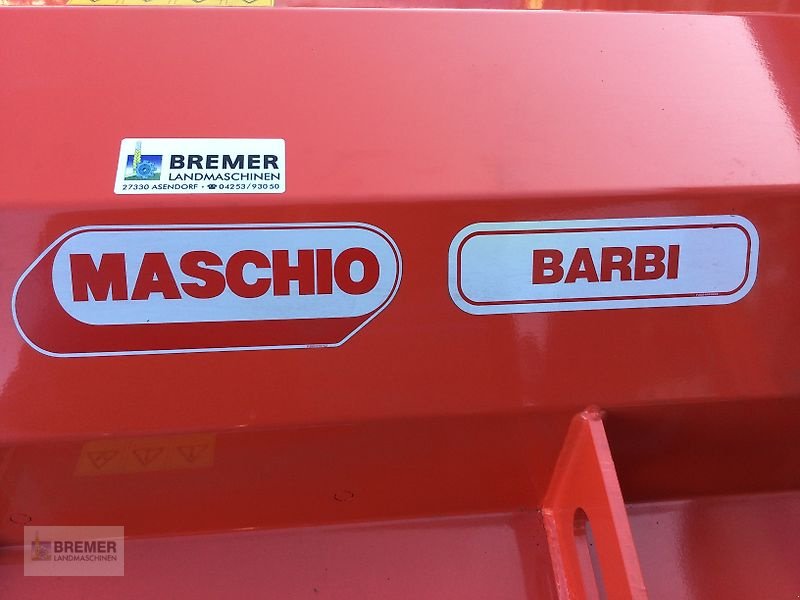 BREMER
LANDMASCHINEN
27330 ASENDORF · ☎ 04253/93050
MASCHIO
BARBI
BREMER
LANDMASCHINEN